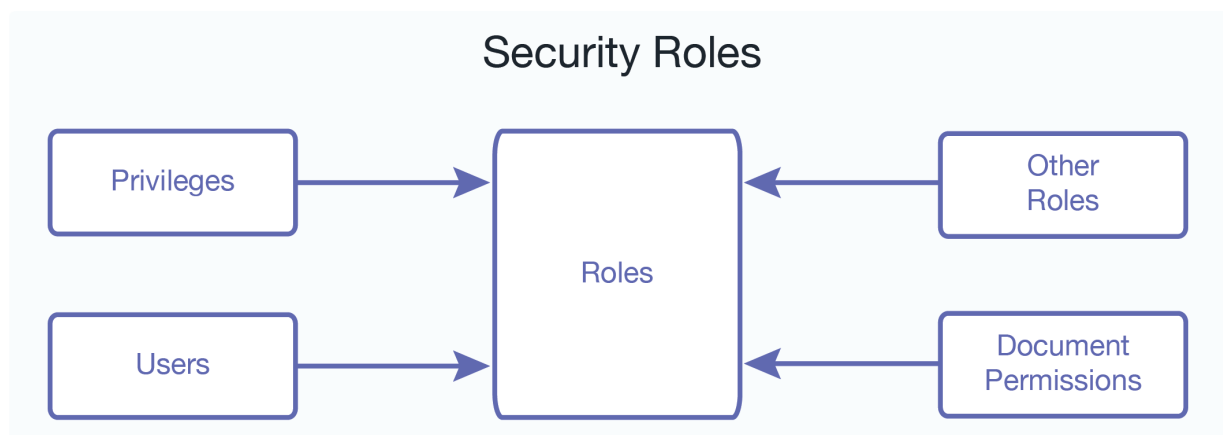 Security Roles
Privileges
Users
Roles
Other
Roles
Document
Permissions